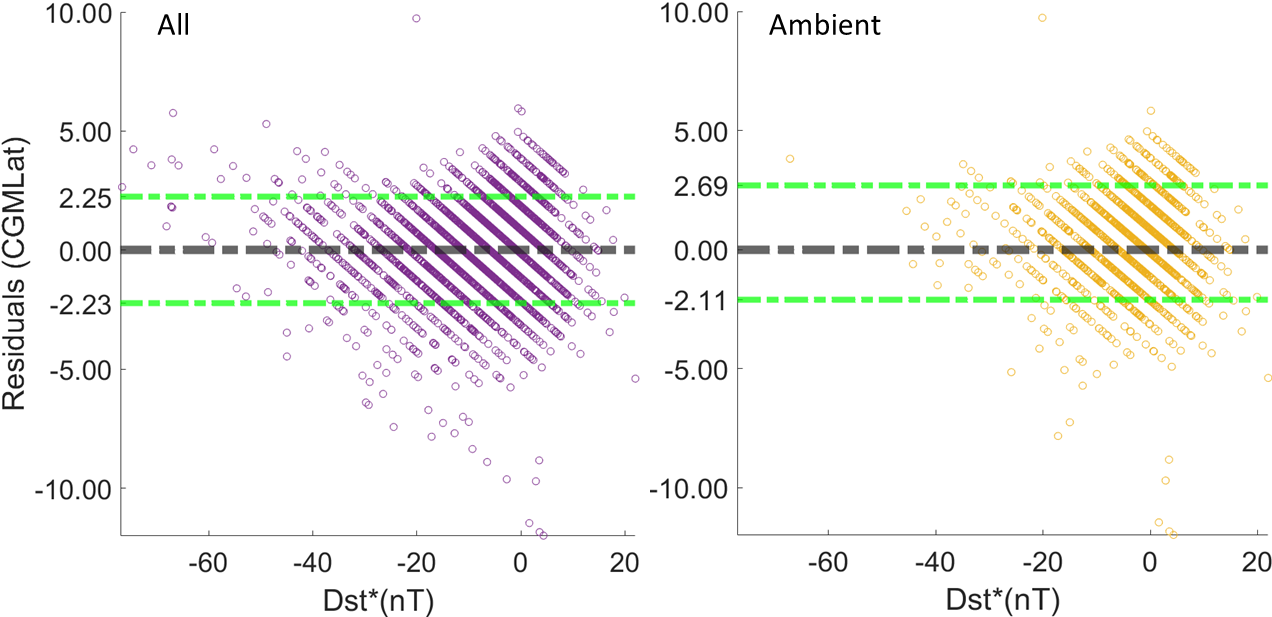 All
Ambient
Residuals (CGMLat)
10.00
5.00
2.25
0.00
-2.23
-5.00
-10.00
-60 -40 -20 0 20
Dst*(nT)
10.00
5.00
2.69
0.00
-2.11
-5.00
-10.00
-60 -40 -20 0 20
Dst*(nT)